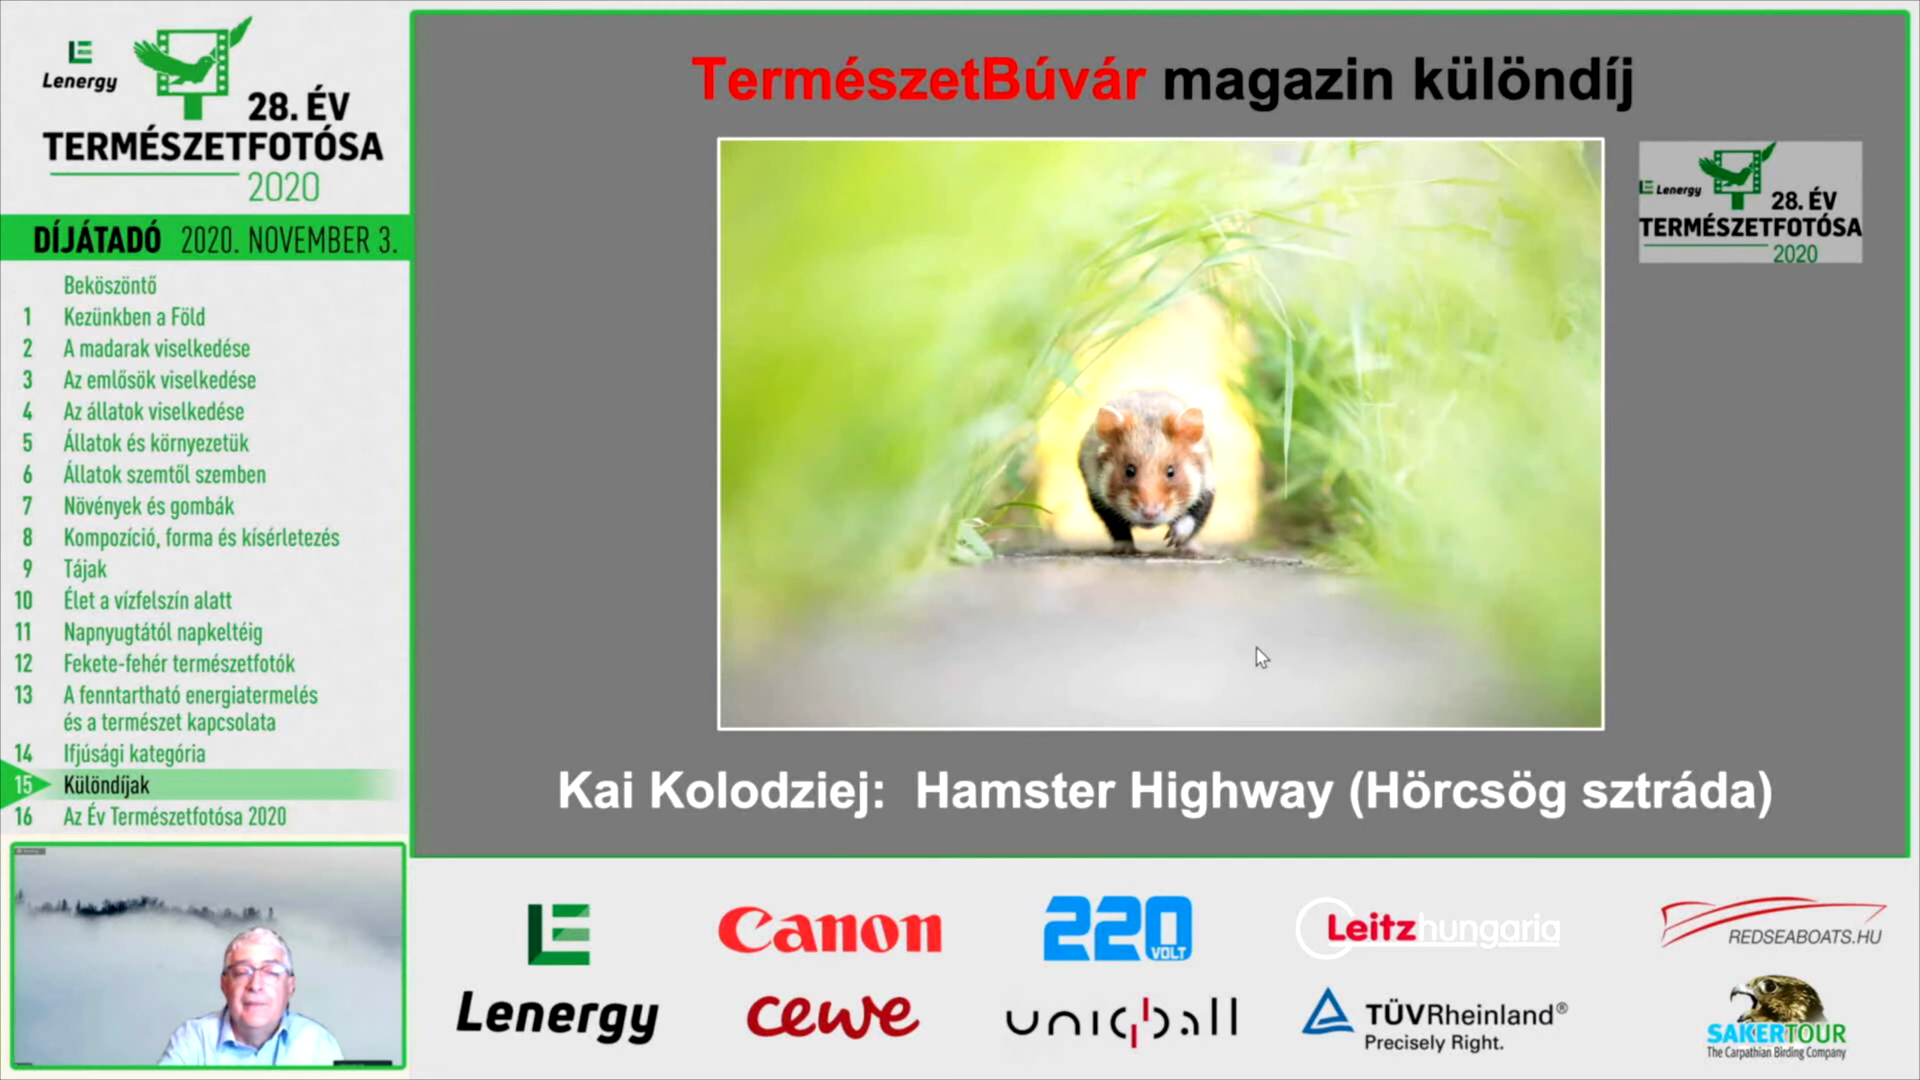 Lenergy
28. ÉV
TERMÉSZETFOTÓSA
2020
DÍJÁTADÓ 2020. NOVEMBER 3.
Beköszöntő
1 Kezünkben a Föld
2 A madarak viselkedése
3 Az emlősök viselkedése
4 Az állatok viselkedése
5 Állatok és környezetük
6 Állatok szemtől szemben
7 Növények és gombák
8 Kompozíció, forma és kísérletezés
9 Tájak
10 Élet a vízfelszín alatt
11 Napnyugtától napkeltéig
12 Fekete-fehér természetfotók
13 A fenntartható energiatermelés
és a természet kapcsolata
14 Ifjúsági kategória
15 Különdíjak
16 Az Év Természetfotósa 2020
TermészetBúvár magazin különdíj
Lenergy
28. ÉV
TERMÉSZETFOTÓSA
2020
Kai Kolodziej: Hamster Highway (Hörcsög sztráda)
Lenergy
Canon
220
VOLT
Leitz hungaria
REDSEABOATS.HU
cewe
uniqball
TÜVRheinland®
Precisely Right.
SAKERTOUR
The Carpathian Birding Company